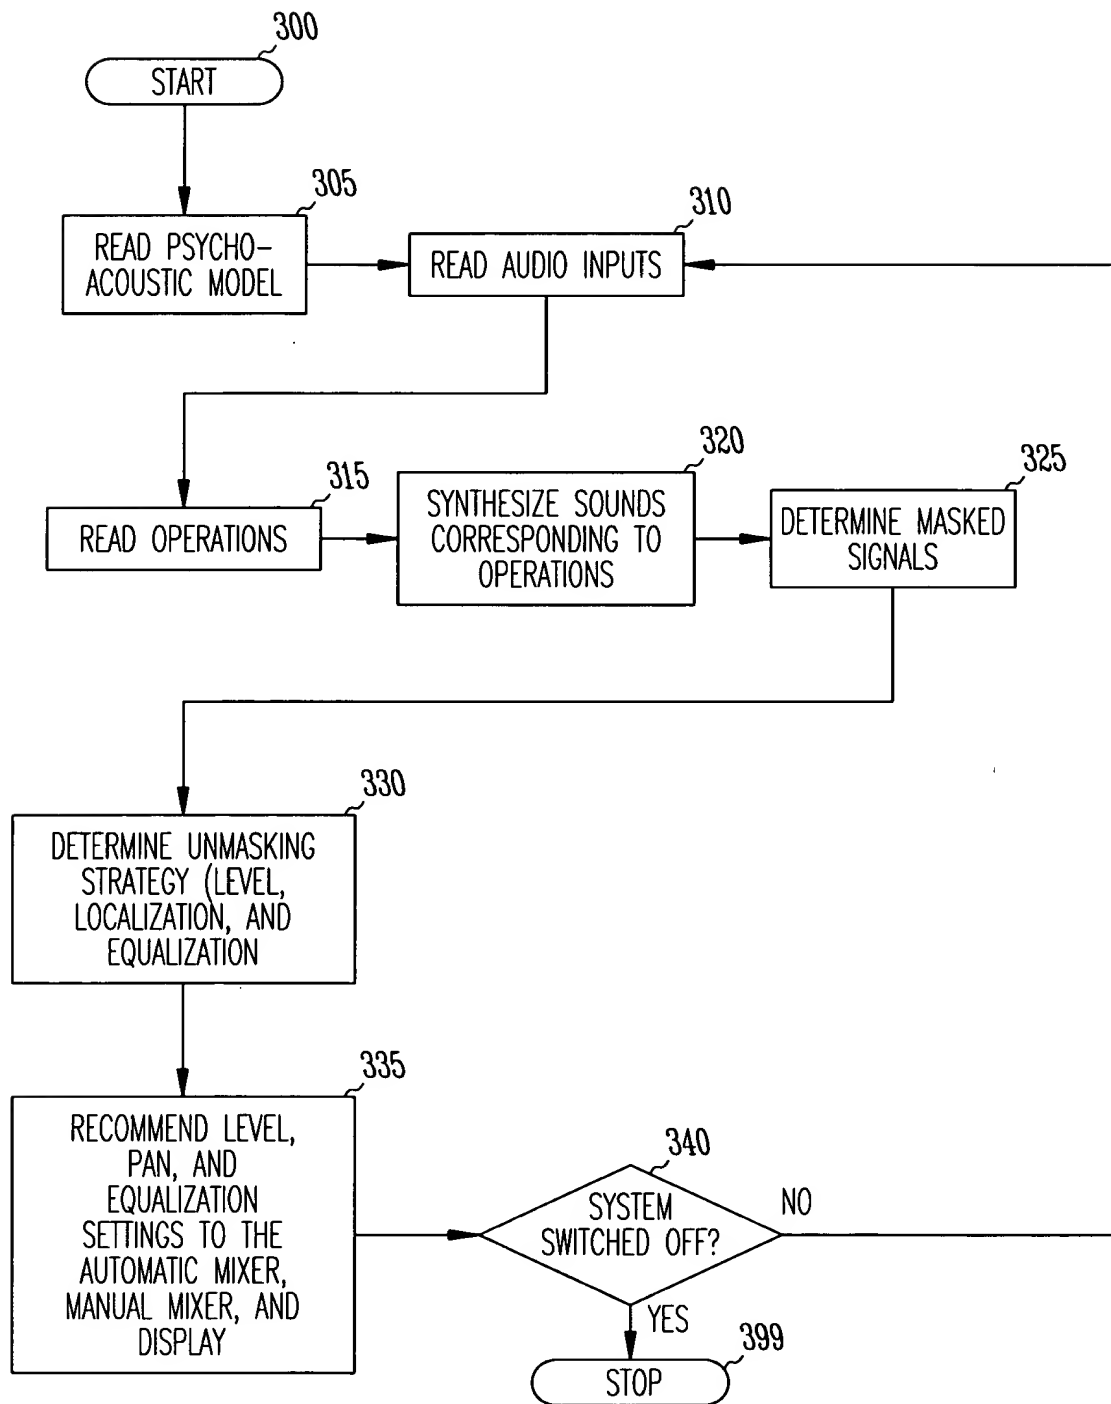 300
START
305
READ PSYCHO-
ACOUSTIC MODEL
310
READ AUDIO INPUTS
315
READ OPERATIONS
320
SYNTHESIZE SOUNDS
CORRESPONDING TO
OPERATIONS
325
DETERMINE MASKED
SIGNALS
330
DETERMINE UNMASKING
STRATEGY (LEVEL,
LOCALIZATION, AND
EQUALIZATION
335
RECOMMEND LEVEL,
PAN, AND
EQUALIZATION
SETTINGS TO THE
AUTOMATIC MIXER,
MANUAL MIXER, AND
DISPLAY
340
SYSTEM
SWITCHED OFF?
NO
YES
399
STOP